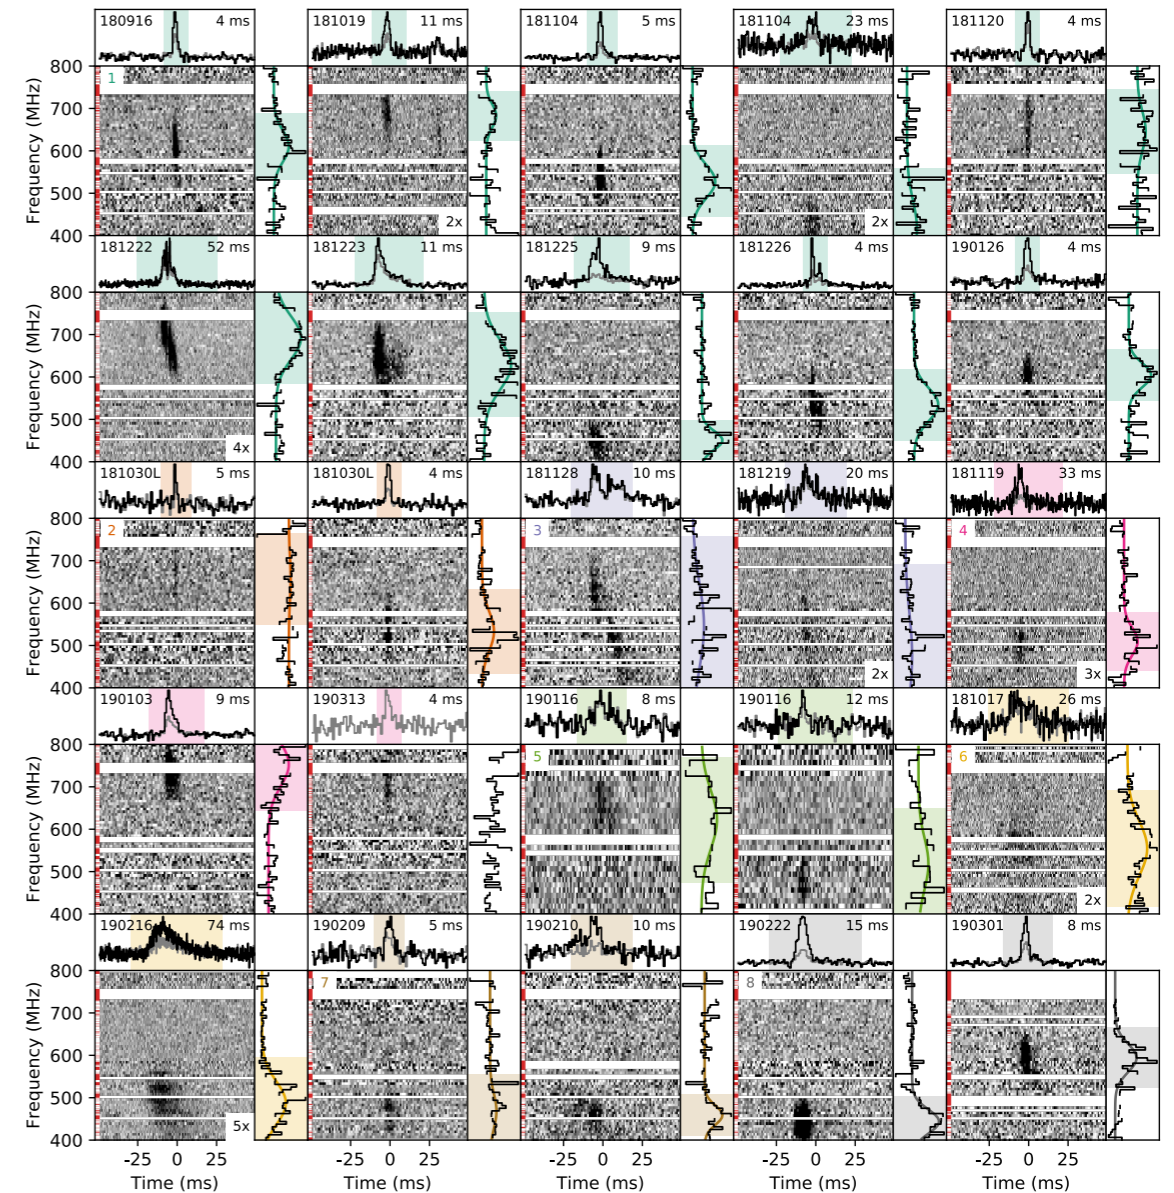 180916 4 ms 181019 11 ms 181104 5 ms 181104 23 ms 181120 4 ms
800
1
700
600
500
400
2x 2x
Frequency (MHz)
181222 52 ms 181223 11 ms 181225 9 ms 181226 4 ms 190126 4 ms
800
700
600
500
400
4x
Frequency (MHz)
181030L 5 ms 181030L 4 ms 181128 10 ms 181219 20 ms 181119 33 ms
800
2 3 4
700
600
500
400
2x 3x
Frequency (MHz)
190103 9 ms 190313 4 ms 190116 8 ms 190116 12 ms 181017 26 ms
800
5 6
700
600
500
400
2x
Frequency (MHz)
190216 74 ms 190209 5 ms 190210 10 ms 190222 15 ms 190301 8 ms
800
7 8
700
600
500
400
5x
Frequency (MHz)
-25 0 25 -25 0 25 -25 0 25 -25 0 25 -25 0 25
Time (ms) Time (ms) Time (ms) Time (ms) Time (ms)